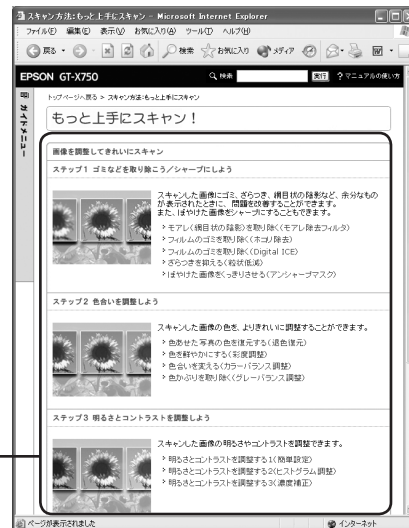 スキャン方法:もっと上手にスキャン - Microsoft Internet Explorer
ファイル(F) 編集(E) 表示(V) お気に入り(A) ツール(T) ヘルプ(H)
戻る 検索 お気に入り メディア
EPSON GT-X750 検索 実行 ? マニュアルの使い方
ガイドメニュー
トップページへ戻る > スキャン方法:もっと上手にスキャン
もっと上手にスキャン!
画像を調整してきれいにスキャン
ステップ1 ゴミなどを取り除こう/シャープにしよう
スキャンした画像にゴミ、ざらつき、網目状の陰影など、余分なもの
が表示されたときに、問題を改善することができます。
また、ぼやけた画像をシャープにすることもできます。
> モアレ(網目状の陰影)を取り除く(モアレ除去フィルタ)
> フィルムのゴミを取り除く(ホコリ除去)
> フィルムのゴミを取り除く(Digital ICE)
> ざらつきを抑える(粒状低減)
> ぼやけた画像をくっきりさせる(アンシャープマスク)
ステップ2 色合いを調整しよう
スキャンした画像の色を、よりきれいに調整することができます。
> 色あせた写真の色を復元する(退色復元)
> 色を鮮やかにする(彩度調整)
> 色合いを変える(カラーバランス調整)
> 色かぶりを取り除く(グレーバランス調整)
ステップ3 明るさとコントラストを調整しよう
スキャンした画像の明るさやコントラストを調整できます。
> 明るさとコントラストを調整する1(簡単設定)
> 明るさとコントラストを調整する2(ヒストグラム調整)
> 明るさとコントラストを調整する3(濃度補正)
ページが表示されました インターネット